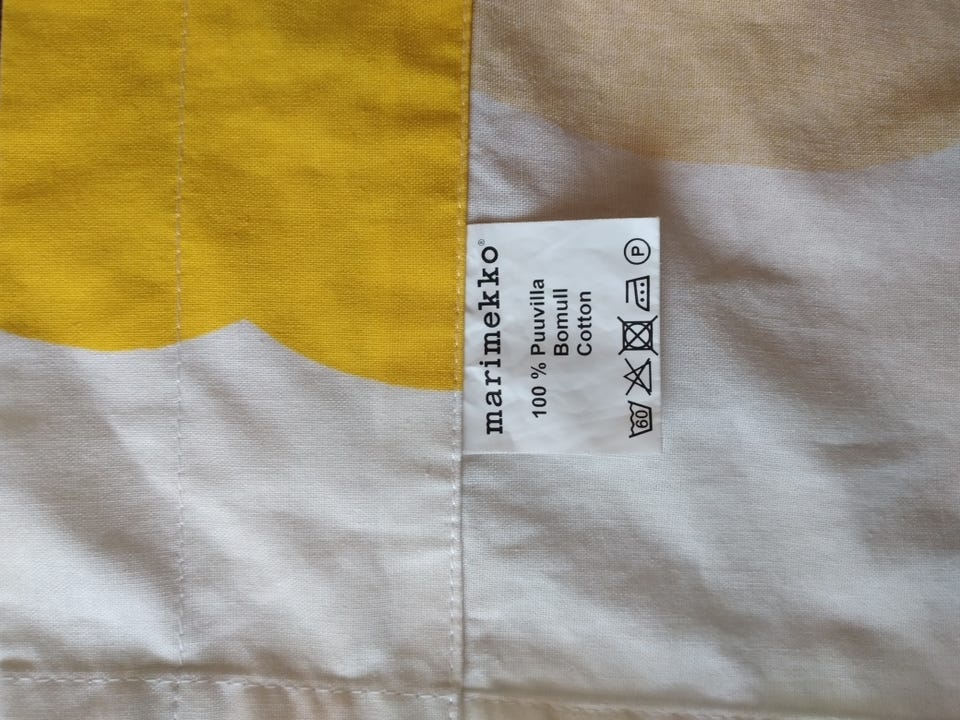 marimekko®
100 % Puuvilla
Bomull
Cotton
60 P